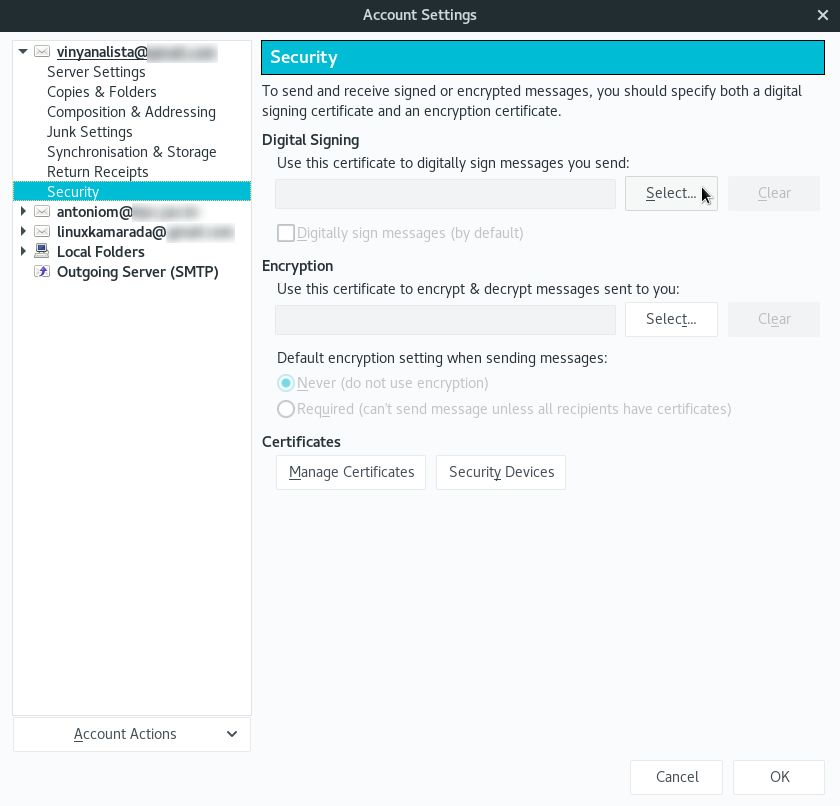 Account Settings
vinyanalista@
Server Settings
Copies & Folders
Composition & Addressing
Junk Settings
Synchronisation & Storage
Return Receipts
Security
antoniom@
linuxkamarada@
Local Folders
Outgoing Server (SMTP)
Account Actions
Security
To send and receive signed or encrypted messages, you should specify both a digital
signing certificate and an encryption certificate.
Digital Signing
Use this certificate to digitally sign messages you send:
Select... Clear
Digitally sign messages (by default)
Encryption
Use this certificate to encrypt & decrypt messages sent to you:
Select... Clear
Default encryption setting when sending messages:
Never (do not use encryption)
Required (can't send message unless all recipients have certificates)
Certificates
Manage Certificates Security Devices
Cancel OK